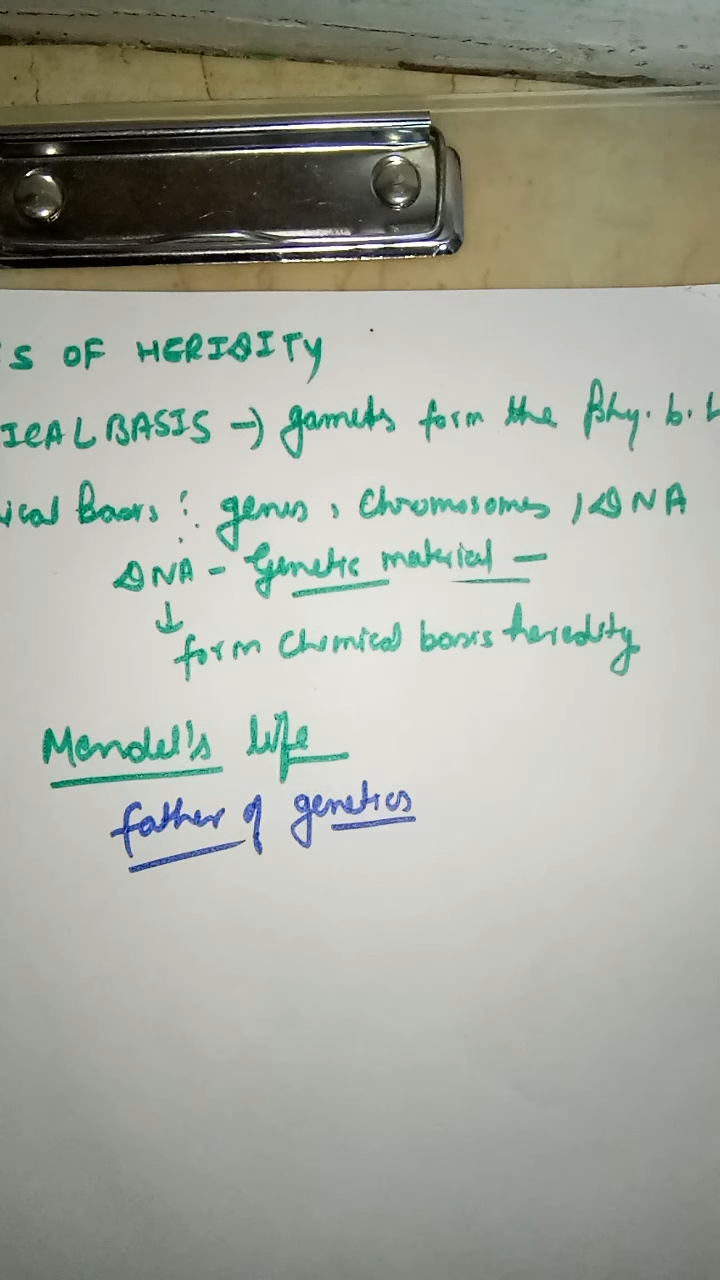 S OF HERIDITY
ICAL BASIS → gamets form the Phy. b. L
ical Basis : genes, Chromosomes, DNA
DNA - Genetic material -
↓
form Chemical basis heredity
Mendel's life
father of genetics